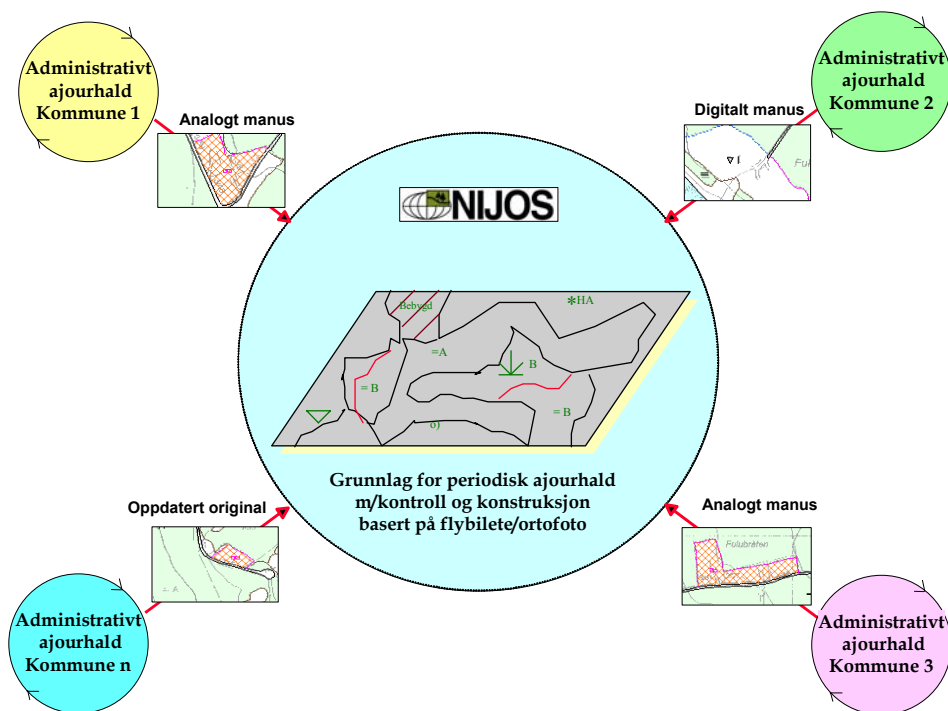 Administrativt
ajourhald
Kommune 1
Analogt manus
Administrativt
ajourhald
Kommune 2
Digitalt manus
NIJOS
Bebygd
*HA
=A
B
= B
= B
o)
Grunnlag for periodisk ajourhald
m/kontroll og konstruksjon
basert på flybilete/ortofoto
Oppdatert original
= A
Administrativt
ajourhald
Kommune n
Analogt manus
Fulubråten
Administrativt
ajourhald
Kommune 3